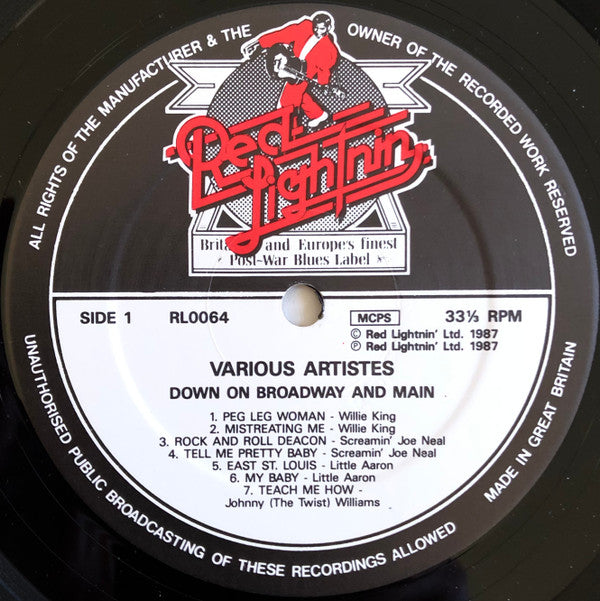 ALL RIGHTS OF THE MANUFACTURER & THE OWNER OF THE RECORDED WORK RESERVED
Red
Lightnin'
Britain and Europe's finest
Post-War Blues Label
SIDE 1 RL0064 MCPS 33⅓ RPM
© Red Lightnin' Ltd. 1987
℗ Red Lightnin' Ltd. 1987
VARIOUS ARTISTES
DOWN ON BROADWAY AND MAIN
1. PEG LEG WOMAN - Willie King
2. MISTREATING ME - Willie King
3. ROCK AND ROLL DEACON - Screamin' Joe Neal
4. TELL ME PRETTY BABY - Screamin' Joe Neal
5. EAST ST. LOUIS - Little Aaron
6. MY BABY - Little Aaron
7. TEACH ME HOW -
Johnny (The Twist) Williams
UNAUTHORISED PUBLIC BROADCASTING OF THESE RECORDINGS ALLOWED
MADE IN GREAT BRITAIN